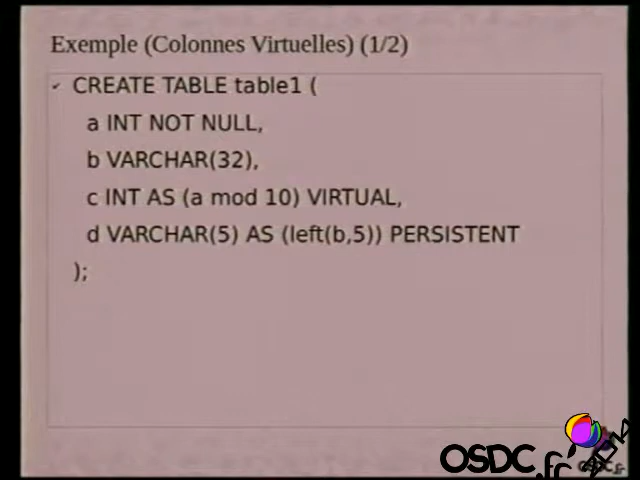 Exemple (Colonnes Virtuelles) (1/2)
✔ CREATE TABLE table1 (
a INT NOT NULL,
b VARCHAR(32),
c INT AS (a mod 10) VIRTUAL,
d VARCHAR(5) AS (left(b,5)) PERSISTENT
);
OSDC.fr